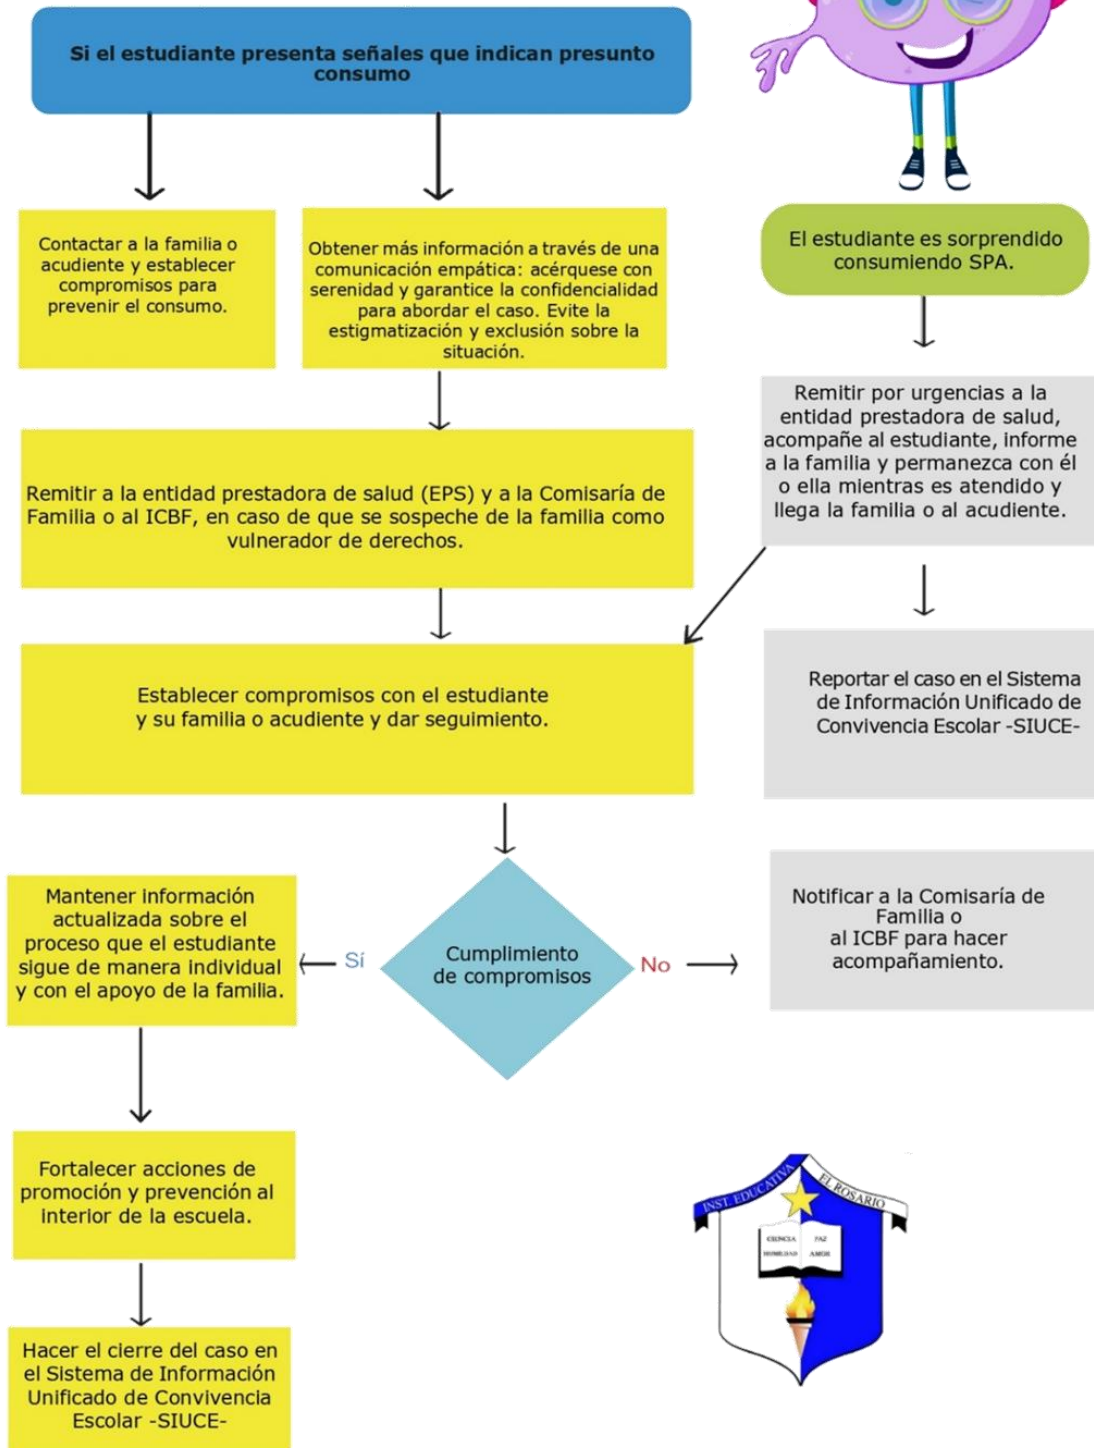 Si el estudiante presenta señales que indican presunto
consumo
Contactar a la familia o
acudiente y establecer
compromisos para
prevenir el consumo.
Obtener más información a través de una
comunicación empática: acérquese con
serenidad y garantice la confidencialidad
para abordar el caso. Evite la
estigmatización y exclusión sobre la
situación.
El estudiante es sorprendido
consumiendo SPA.
Remitir por urgencias a la
entidad prestadora de salud,
acompañe al estudiante, informe
a la familia y permanezca con él
o ella mientras es atendido y
llega la familia o al acudiente.
Remitir a la entidad prestadora de salud (EPS) y a la Comisaría de
Familia o al ICBF, en caso de que se sospeche de la familia como
vulnerador de derechos.
Establecer compromisos con el estudiante
y su familia o acudiente y dar seguimiento.
Reportar el caso en el Sistema
de Información Unificado de
Convivencia Escolar -SIUCE-
Cumplimiento
de compromisos
Sí
No
Mantener información
actualizada sobre el
proceso que el estudiante
sigue de manera individual
y con el apoyo de la familia.
Notificar a la Comisaría de
Familia o
al ICBF para hacer
acompañamiento.
Fortalecer acciones de
promoción y prevención al
interior de la escuela.
Hacer el cierre del caso en
el Sistema de Información
Unificado de Convivencia
Escolar -SIUCE-
INST. EDUCATIVA
EL ROSARIO
CIENCIA
HUMILDAD
PAZ
AMOR